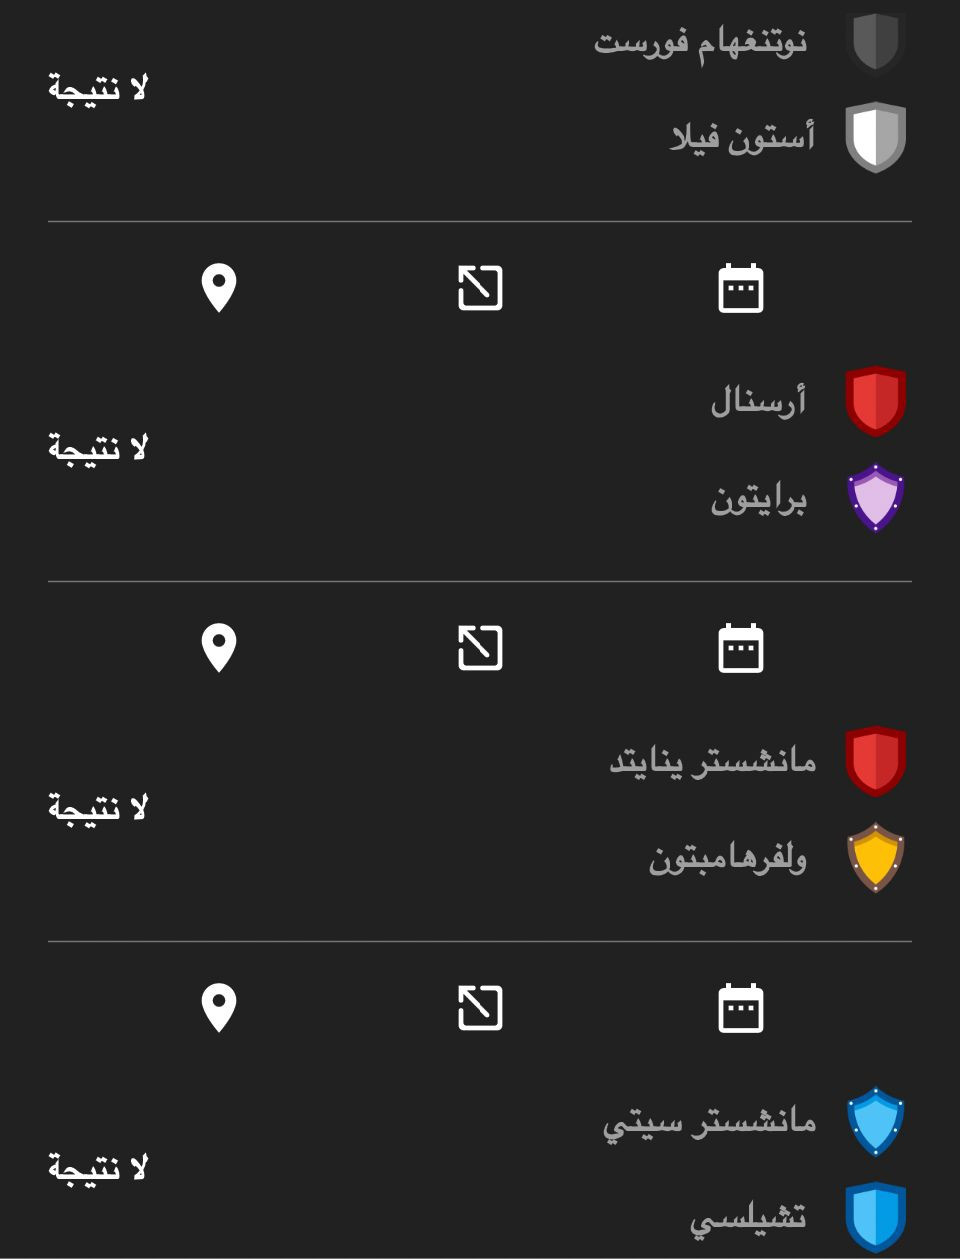 نوتنغهام فورست
لا نتيجة
أستون فيلا
أرسنال
لا نتيجة
برايتون
مانشستر ينايتد
لا نتيجة
ولفرهامبتون
مانشستر سيتي
لا نتيجة
تشيلسي